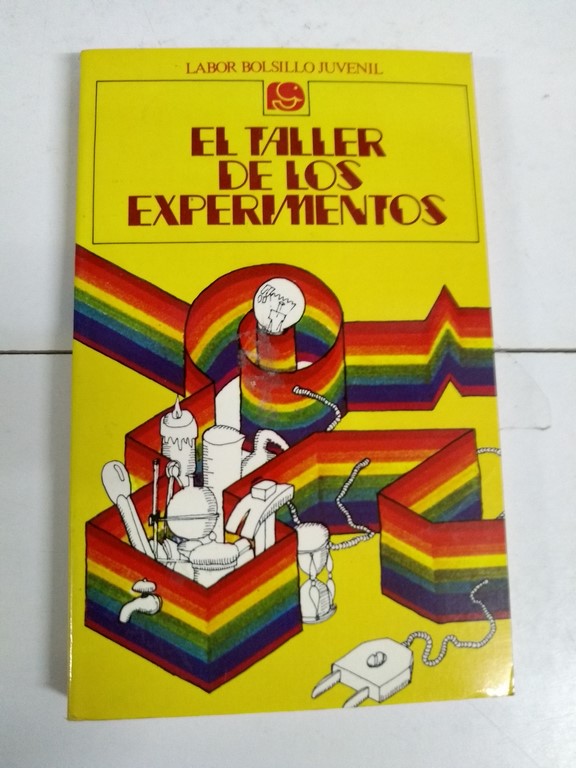 LABOR BOLSILLO JUVENIL
EL TALLER
DE LOS
EXPERIMENTOS